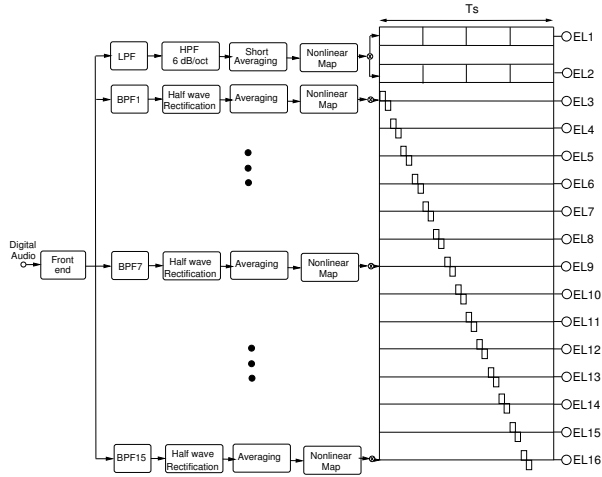 Ts
LPF
HPF
6 dB/oct
Short
Averaging
Nonlinear
Map
EL1
EL2
BPF1
Half wave
Rectification
Averaging
Nonlinear
Map
EL3
EL4
EL5
EL6
EL7
EL8
Digital
Audio
Front
end
BPF7
Half wave
Rectification
Averaging
Nonlinear
Map
EL9
EL10
EL11
EL12
EL13
EL14
EL15
BPF15
Half wave
Rectification
Averaging
Nonlinear
Map
EL16